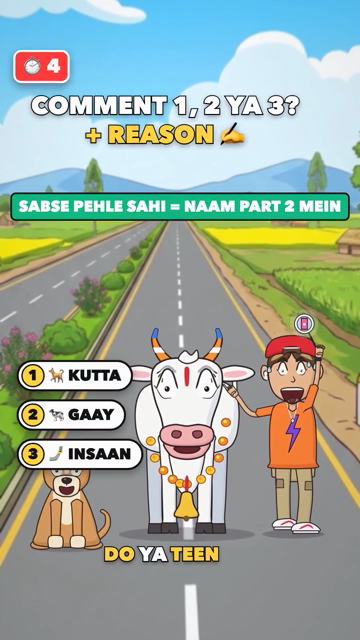 4
COMMENT 1, 2 YA 3?
+ REASON ✍️
SABSE PEHLE SAHI = NAAM PART 2 MEIN
1 🐕 KUTTA
2 🐄 GAAY
3 🤳 INSAAN
DO YA TEEN